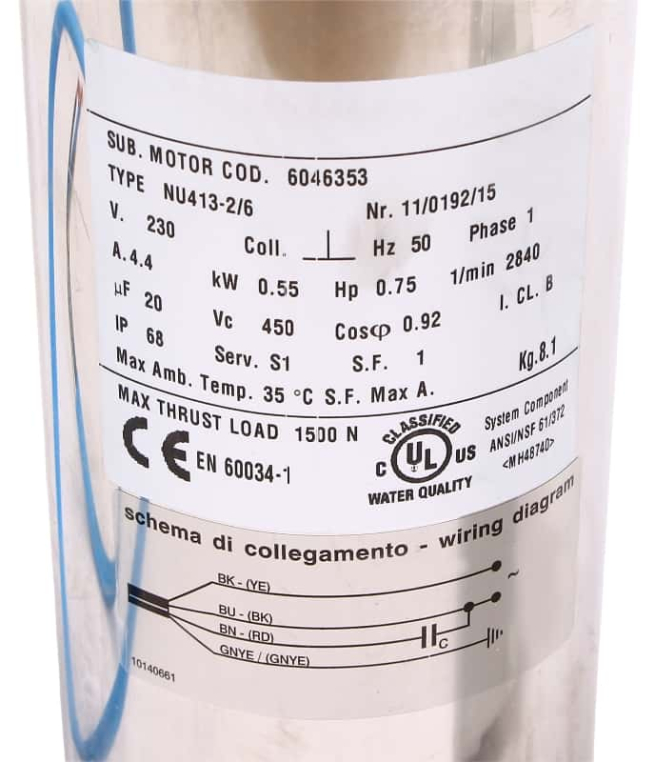 SUB. MOTOR COD. 6046353
TYPE NU413-2/6 Nr. 11/0192/15
V. 230 Coll. Hz 50 Phase 1
A.4.4 kW 0.55 Hp 0.75 1/min 2840
µF 20 Vc 450 Cosφ 0.92 I. CL. B
IP 68 Serv. S1 S.F. 1 Kg.8.1
Max Amb. Temp. 35 °C S.F. Max A.
MAX THRUST LOAD 1500 N
CE EN 60034-1
CLASSIFIED
C UL US
WATER QUALITY
System Component
ANSI/NSF 61/372
<MH48740>
schema di collegamento - wiring diagram
BK - (YE) ~
BU - (BK)
BN - (RD) C
GNYE / (GNYE)
10140661